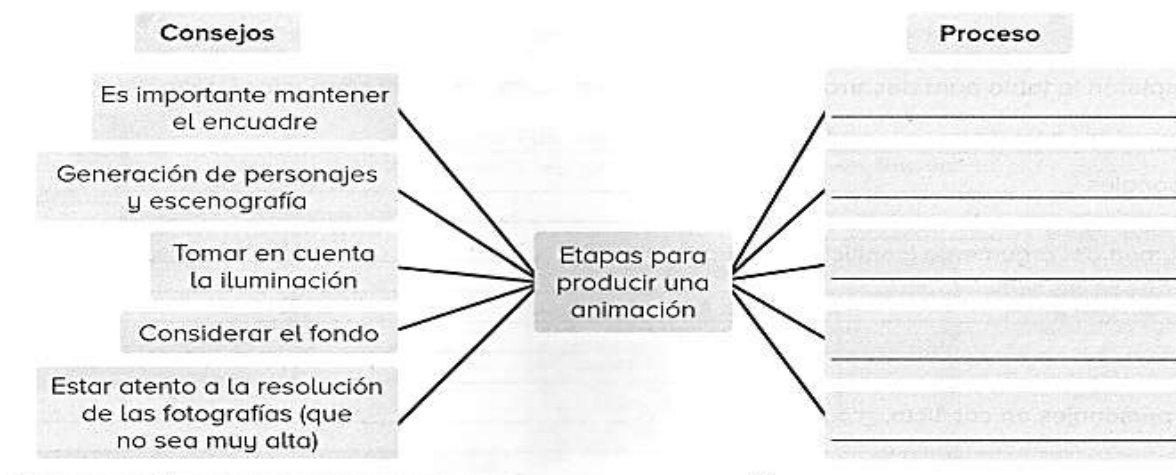 Consejos
Es importante mantener
el encuadre
Generación de personajes
y escenografía
Tomar en cuenta
la iluminación
Considerar el fondo
Estar atento a la resolución
de las fotografías (que
no sea muy alta)
Etapas para
producir una
animación
Proceso